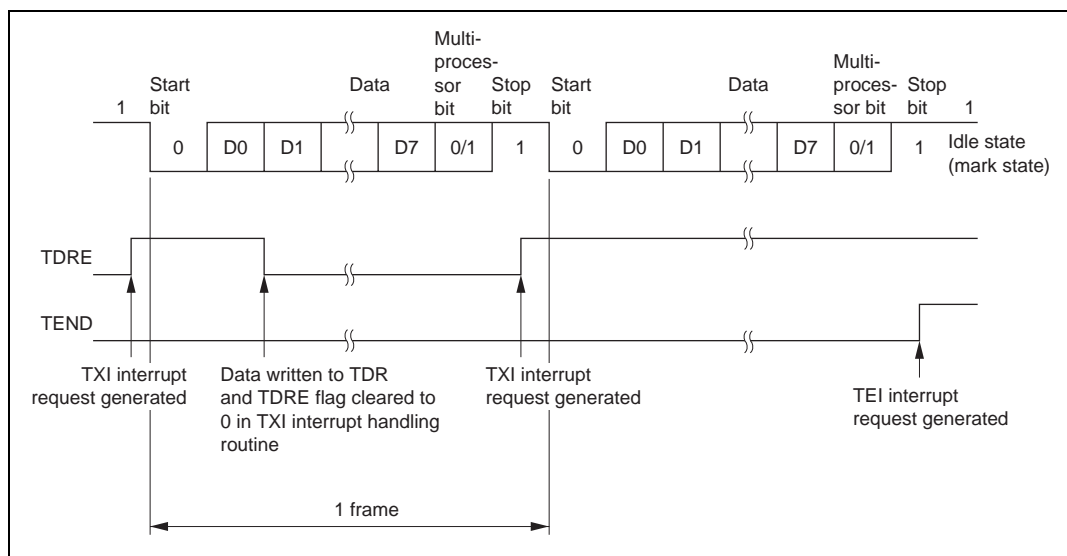 Multi-
proces-
sor
bit
Multi-
proces-
sor bit
Start
bit
Data
Stop
bit
Start
bit
Data
Stop
bit
1
1
0
D0
D1
D7
0/1
1
0
D0
D1
D7
0/1
1
Idle state
(mark state)
TDRE
TEND
TXI interrupt
request generated
Data written to TDR
and TDRE flag cleared to
0 in TXI interrupt handling
routine
TXI interrupt
request generated
TEI interrupt
request generated
1 frame